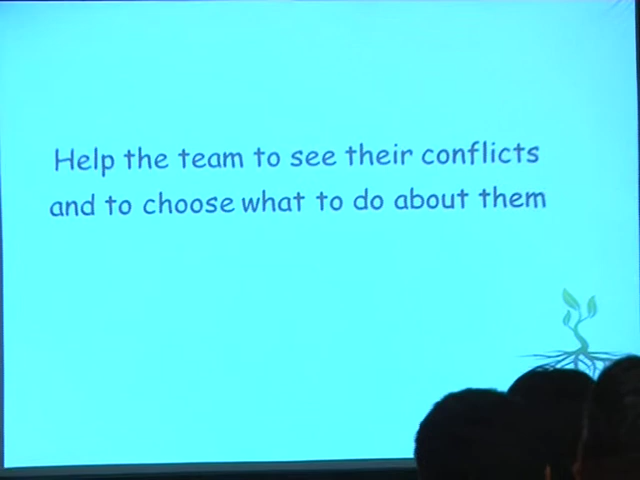 Help the team to see their conflicts
and to choose what to do about them